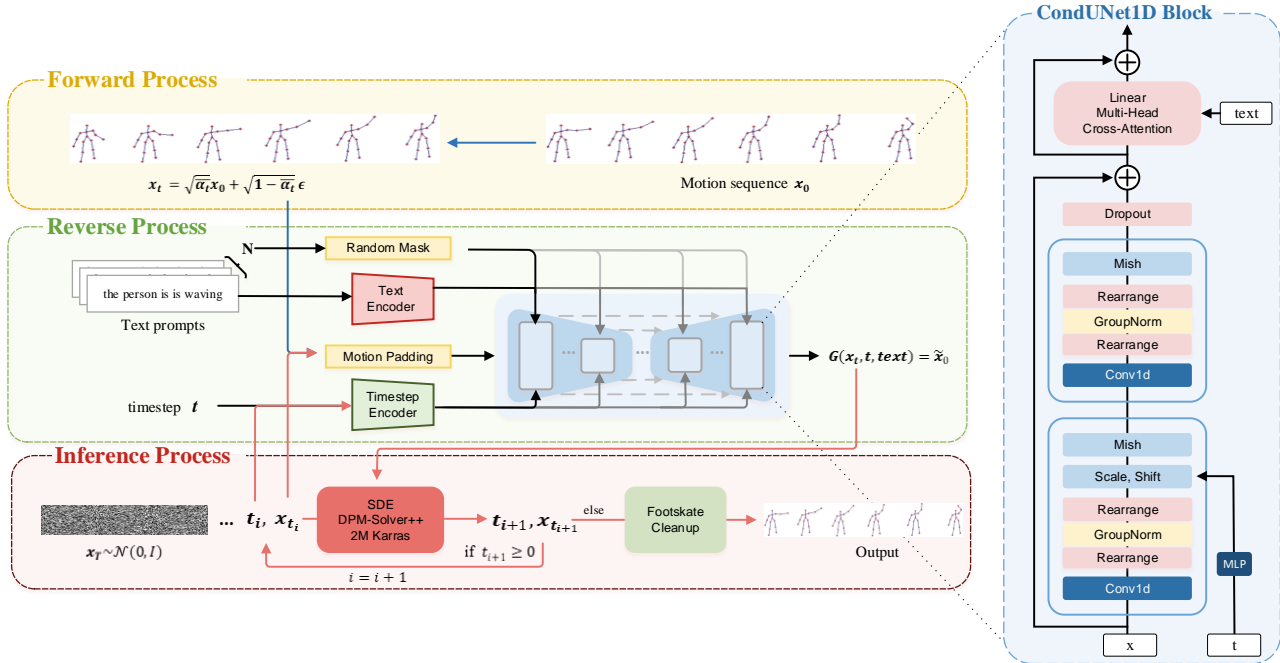 CondUNet1D Block
Forward Process
x_t = √ᾱ_t x_0 + √1 − ᾱ_t ϵ
Motion sequence x_0
Reverse Process
N
Random Mask
the person is is waving
Text prompts
Text
Encoder
Motion Padding
G(x_t, t, text) = x̃_0
timestep t
Timestep
Encoder
Inference Process
... t_i, x_{t_i}
SDE
DPM-Solver++
2M Karras
t_{i+1}, x_{t_{i+1}}
else
Footskate
Cleanup
x_T~N(0, I)
if t_{i+1} ≥ 0
Output
i = i + 1
Linear
Multi-Head
Cross-Attention
text
Dropout
Mish
Rearrange
GroupNorm
Rearrange
Conv1d
Mish
Scale, Shift
Rearrange
GroupNorm
Rearrange
MLP
Conv1d
x
t